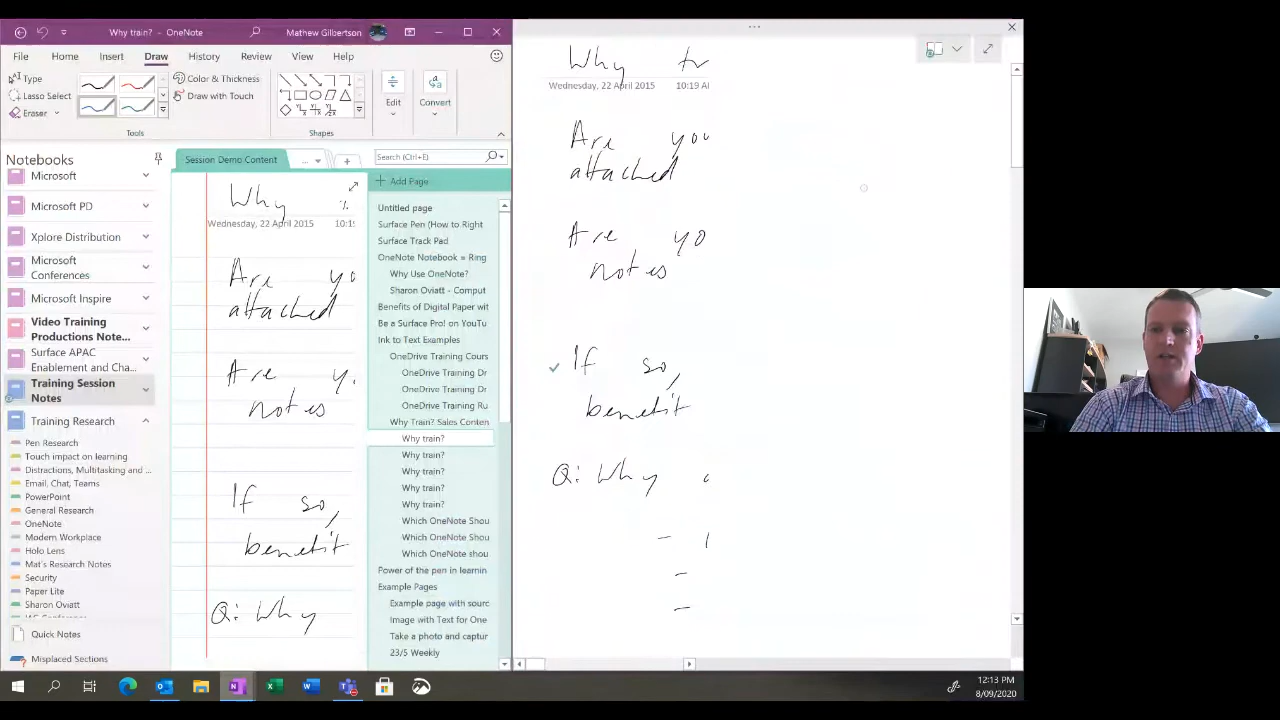 Why train? - OneNote
Mathew Gilbertson
File Home Insert Draw History Review View Help
Type
Lasso Select
Eraser
Color & Thickness
Draw with Touch
Edit
Convert
Tools
Shapes
Notebooks
Microsoft
Microsoft PD
Xplore Distribution
Microsoft
Conferences
Microsoft Inspire
Video Training
Productions Note...
Surface APAC
Enablement and Cha...
Training Session
Notes
Training Research
Pen Research
Touch impact on learning
Distractions, Multitasking and ...
Email, Chat, Teams
PowerPoint
General Research
OneNote
Modern Workplace
Holo Lens
Mat's Research Notes
Security
Paper Lite
Sharon Oviatt
Quick Notes
Misplaced Sections
Session Demo Content
...
Search (Ctrl+E)
Why
Wednesday, 22 April 2015 10:19
Are yo
attached
Are y
notes
If so,
benefit
Q: Why
Add Page
Untitled page
Surface Pen (How to Right
Surface Track Pad
OneNote Notebook = Ring
Why Use OneNote?
Sharon Oviatt - Comput
Benefits of Digital Paper wit
Be a Surface Pro! on YouTu
Ink to Text Examples
OneDrive Training Cours
OneDrive Training Dr
OneDrive Training Dr
OneDrive Training Ru
Why Train? Sales Conten
Why train?
Why train?
Why train?
Why train?
Why train?
Which OneNote Shou
Which OneNote Shou
Which OneNote shou
Power of the pen in learnin
Example Pages
Example page with sourc
Image with Text for One
Take a photo and captur
23/5 Weekly
Why tr
Wednesday, 22 April 2015 10:19 AI
Are you
attached
Are yo
notes
If so,
benefit
Q: Why
-
-
-
12:13 PM
8/09/2020